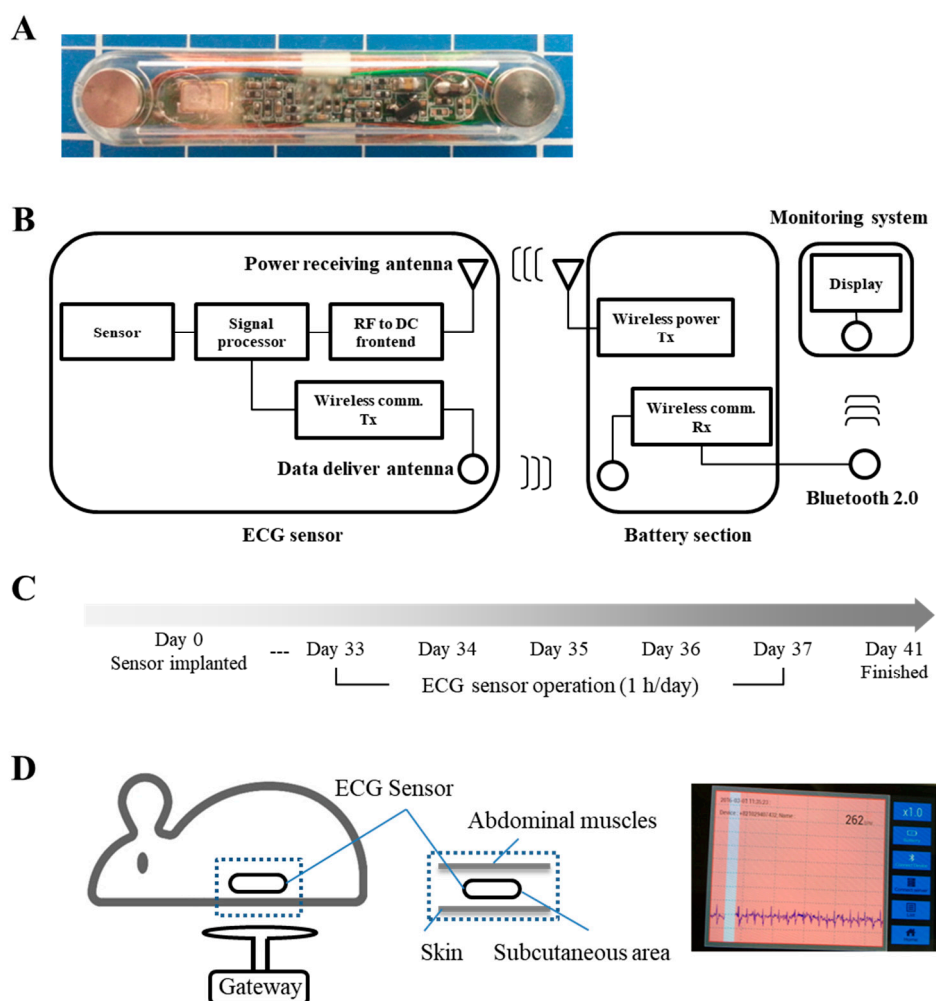 A
B
Monitoring system
Power receiving antenna
Display
Sensor
Signal
processor
RF to DC
frontend
Wireless power
Tx
Wireless comm.
Tx
Wireless comm.
Rx
Data deliver antenna
Bluetooth 2.0
ECG sensor
Battery section
C
Day 0
Sensor implanted
---
Day 33
Day 34
Day 35
Day 36
Day 37
Day 41
Finished
ECG sensor operation (1 h/day)
D
ECG Sensor
Abdominal muscles
Skin
Subcutaneous area
Gateway
262
x1.0